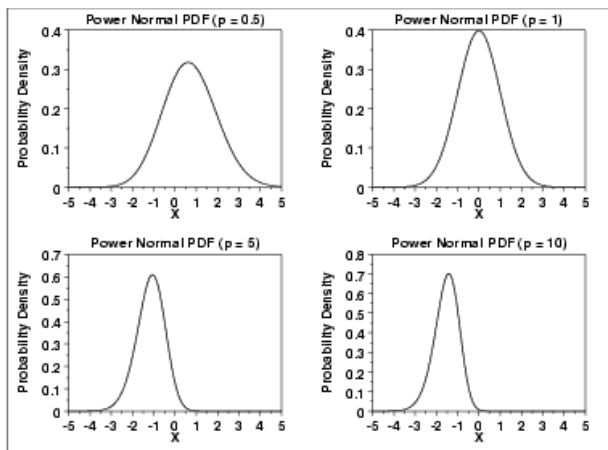 Power Normal PDF (p = 0.5)
Probability Density
0.4
0.3
0.2
0.1
0
-5 -4 -3 -2 -1 0 1 2 3 4 5
X
Power Normal PDF (p = 1)
Probability Density
0.4
0.3
0.2
0.1
0
-5 -4 -3 -2 -1 0 1 2 3 4 5
X
Power Normal PDF (p = 5)
Probability Density
0.7
0.6
0.5
0.4
0.3
0.2
0.1
0
-5 -4 -3 -2 -1 0 1 2 3 4 5
X
Power Normal PDF (p = 10)
Probability Density
0.8
0.7
0.6
0.5
0.4
0.3
0.2
0.1
0
-5 -4 -3 -2 -1 0 1 2 3 4 5
X